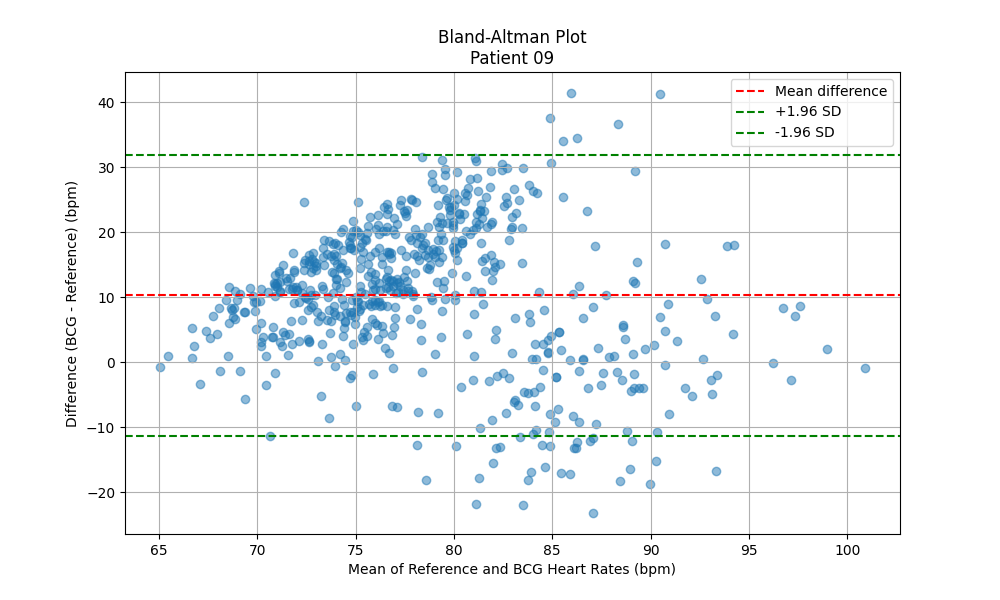 Bland-Altman Plot
Patient 09
Mean difference
+1.96 SD
-1.96 SD
Difference (BCG - Reference) (bpm)
40
30
20
10
0
−10
−20
65 70 75 80 85 90 95 100
Mean of Reference and BCG Heart Rates (bpm)